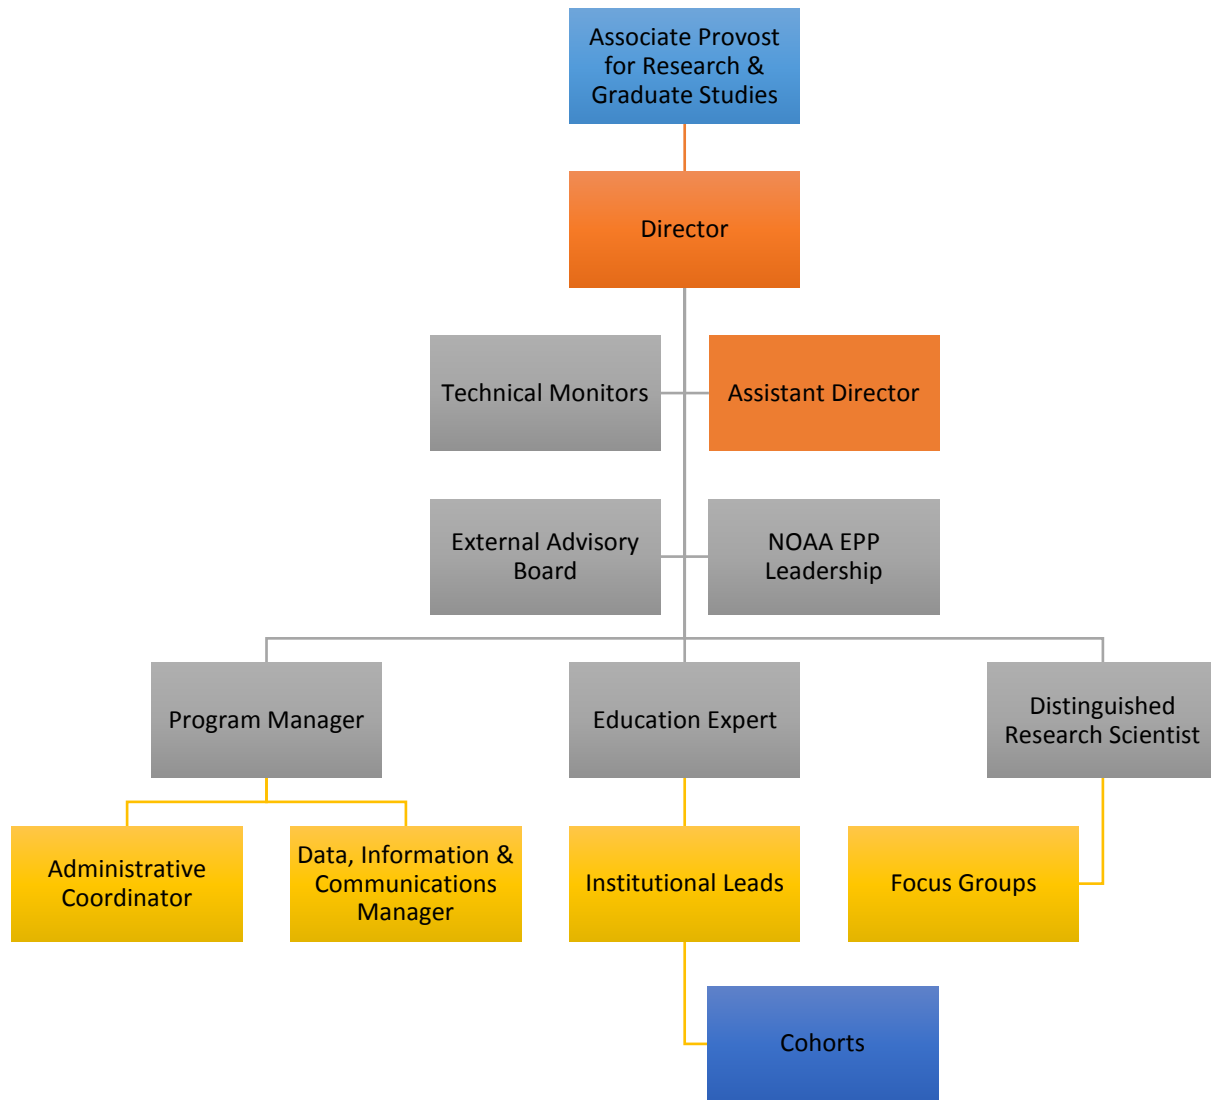 Associate Provost
for Research &
Graduate Studies
Director
Technical Monitors
Assistant Director
External Advisory
Board
NOAA EPP
Leadership
Program Manager
Education Expert
Distinguished
Research Scientist
Administrative
Coordinator
Data, Information &
Communications
Manager
Institutional Leads
Focus Groups
Cohorts